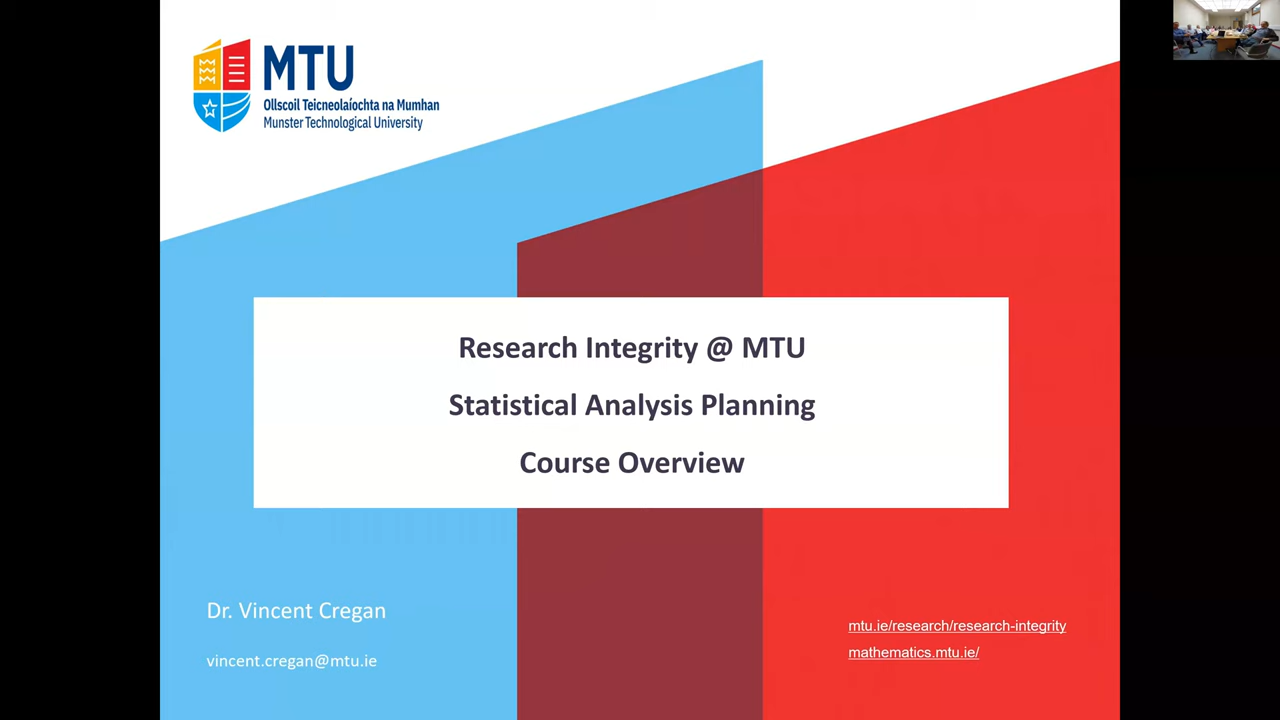 MTU
Ollscoil Teicneolaíochta na Mumhan
Munster Technological University
Research Integrity @ MTU
Statistical Analysis Planning
Course Overview
Dr. Vincent Cregan
vincent.cregan@mtu.ie
mtu.ie/research/research-integrity
mathematics.mtu.ie/